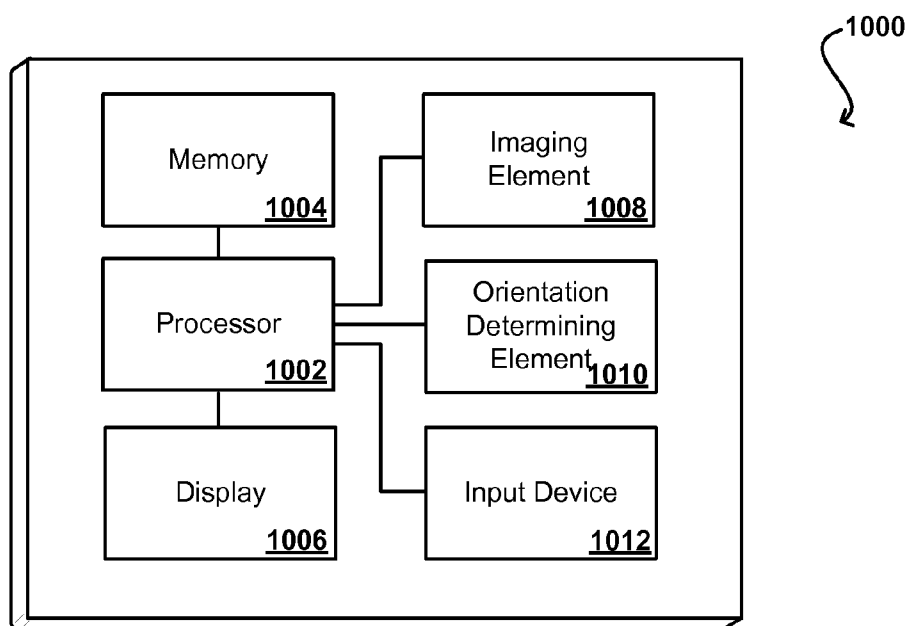 1000
Memory
1004
Imaging
Element
1008
Processor
1002
Orientation
Determining
Element
1010
Display
1006
Input Device
1012